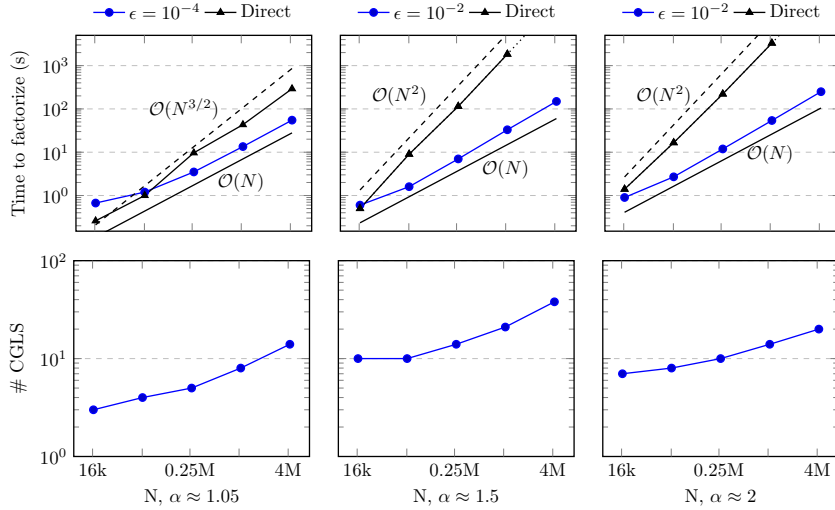 ϵ = 10⁻⁴ Direct
ϵ = 10⁻² Direct
ϵ = 10⁻² Direct
Time to factorize (s)
10³
10²
10¹
10⁰
O(N³/²)
O(N)
O(N²)
O(N)
O(N²)
O(N)
# CGLS
10²
10¹
10⁰
16k 0.25M 4M
16k 0.25M 4M
16k 0.25M 4M
N, α ≈ 1.05
N, α ≈ 1.5
N, α ≈ 2